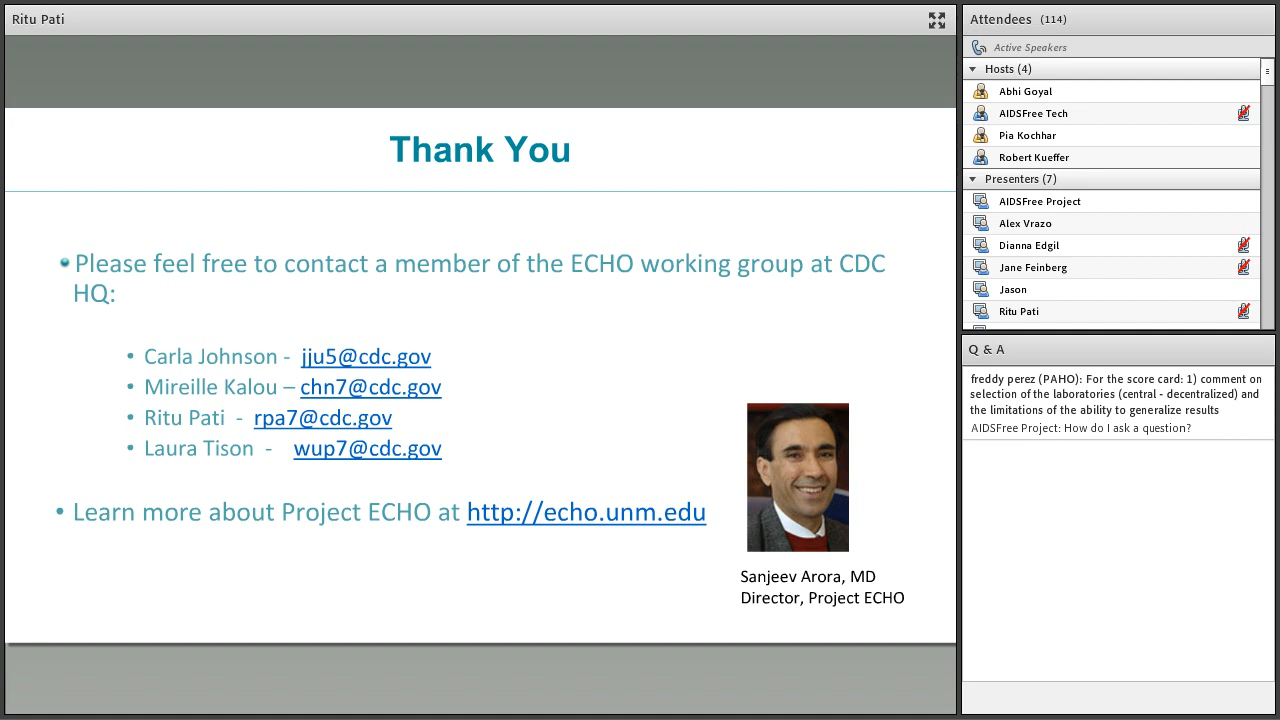 Ritu Pati
Thank You
Please feel free to contact a member of the ECHO working group at CDC
HQ:
• Carla Johnson - jju5@cdc.gov
• Mireille Kalou – chn7@cdc.gov
• Ritu Pati - rpa7@cdc.gov
• Laura Tison - wup7@cdc.gov
• Learn more about Project ECHO at http://echo.unm.edu
Sanjeev Arora, MD
Director, Project ECHO
Attendees (114)
Active Speakers
Hosts (4)
Abhi Goyal
AIDSFree Tech
Pia Kochhar
Robert Kueffer
Presenters (7)
AIDSFree Project
Alex Vrazo
Dianna Edgil
Jane Feinberg
Jason
Ritu Pati
Q & A
freddy perez (PAHO): For the score card: 1) comment on
selection of the laboratories (central - decentralized) and
the limitations of the ability to generalize results
AIDSFree Project: How do I ask a question?